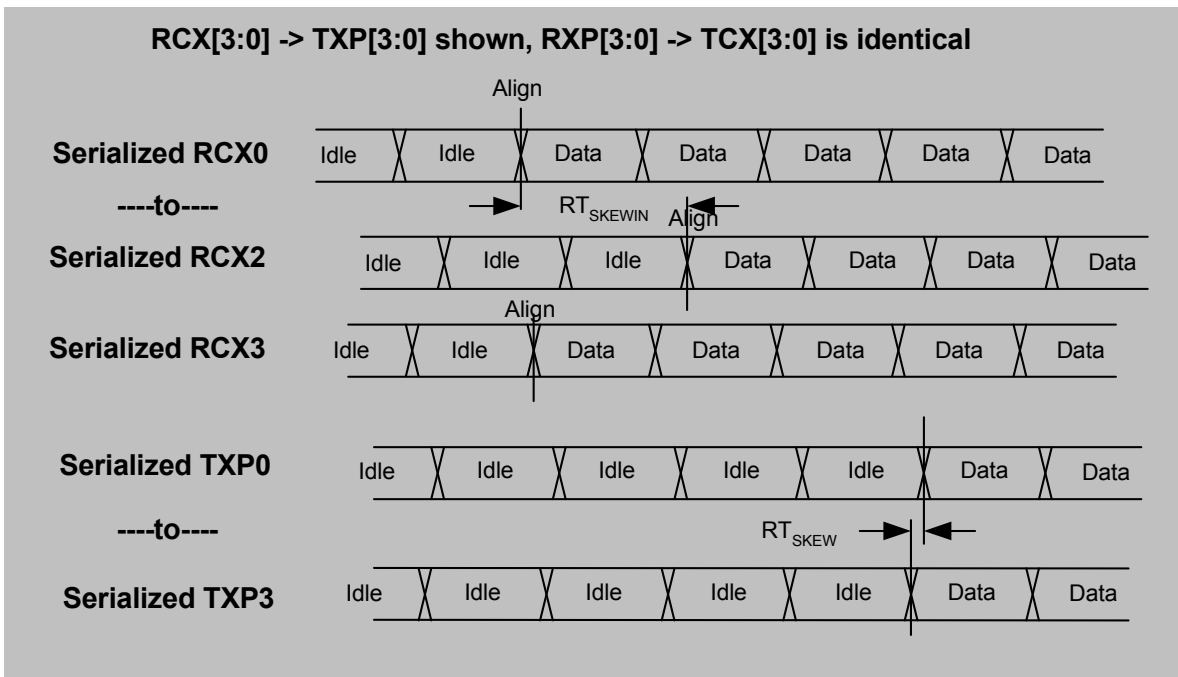 RCX[3:0] -> TXP[3:0] shown, RXP[3:0] -> TCX[3:0] is identical
Align
Serialized RCX0 Idle Idle Data Data Data Data Data
----to---- RTSKEWIN Align
Serialized RCX2 Idle Idle Idle Data Data Data Data
Align
Serialized RCX3 Idle Idle Data Data Data Data Data
Serialized TXP0 Idle Idle Idle Idle Idle Data Data
----to---- RTSKEW
Serialized TXP3 Idle Idle Idle Idle Idle Data Data